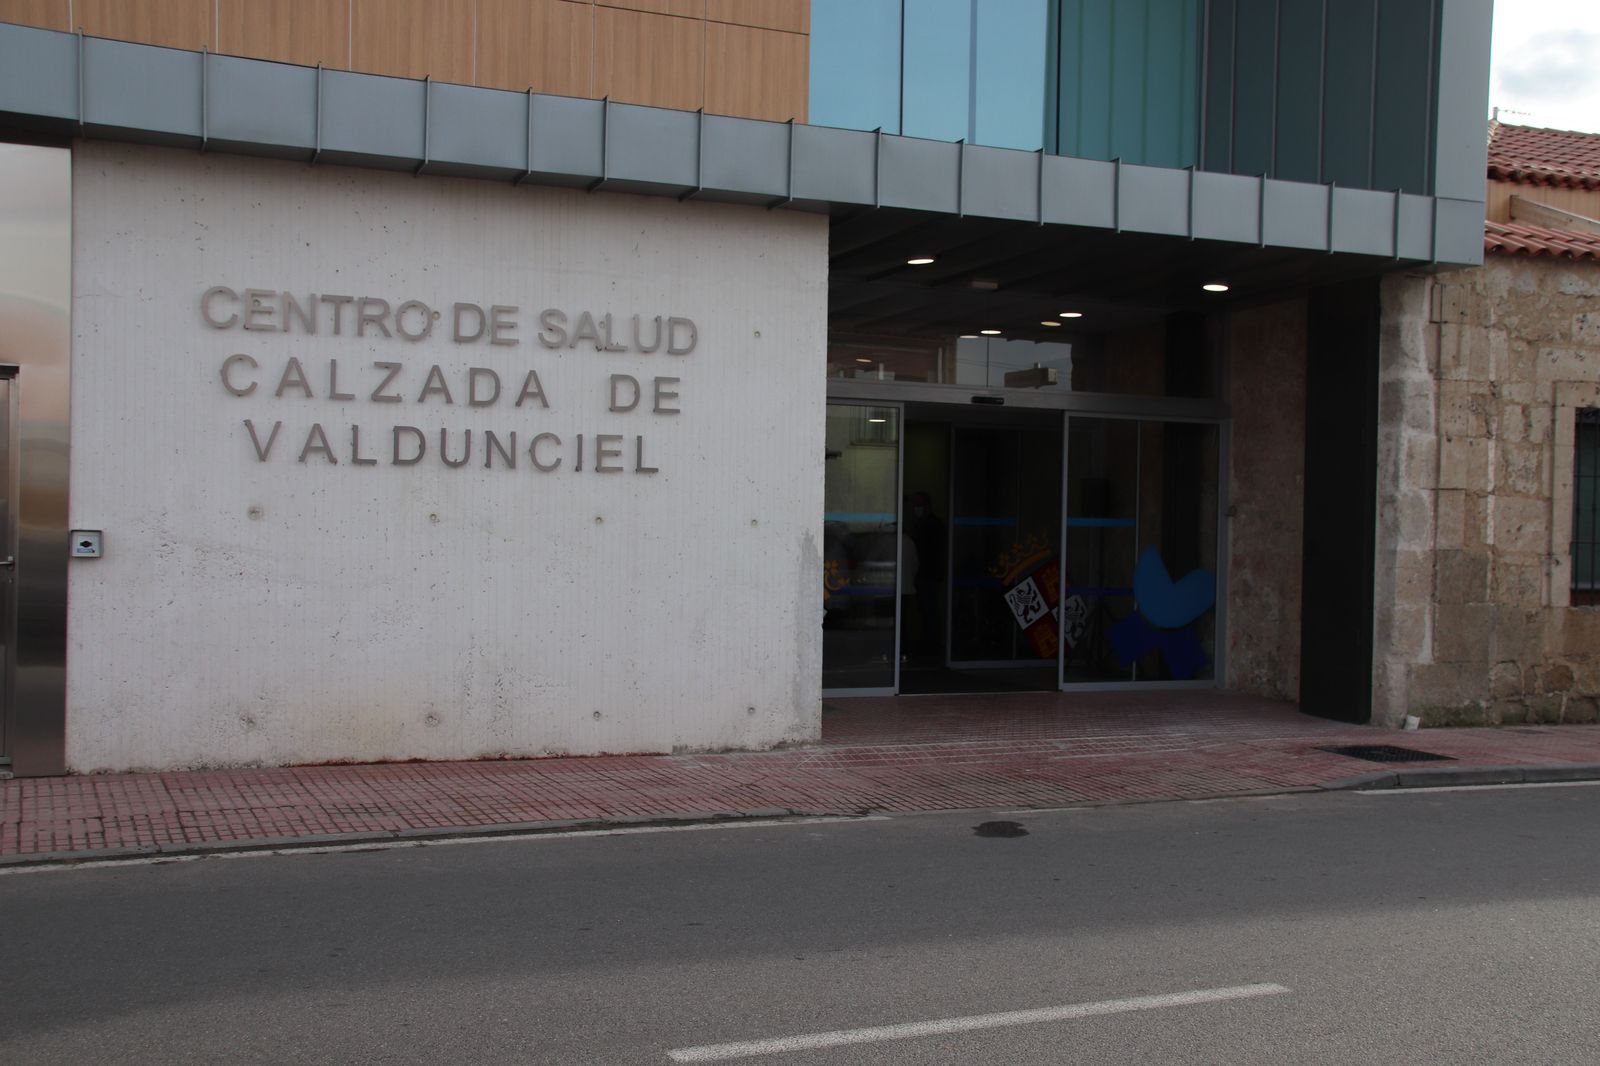 CENTRO DE SALUD
CALZADA DE
VALDUNCIEL